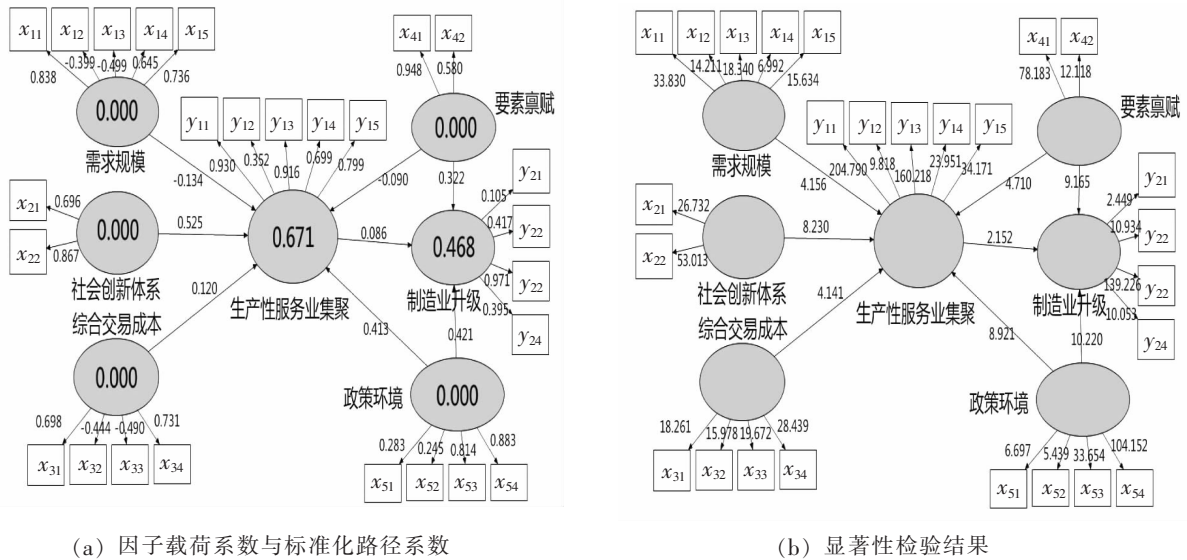 x11 x12 x13 x14 x15
0.838 -0.399 -0.499 0.645 0.736
0.000
需求规模
x41 x42
0.948 0.580
0.000
要素禀赋
y11 y12 y13 y14 y15
0.930 0.352 0.916 0.699 0.799
-0.134
-0.090
0.322
x21
x22
0.696
0.867
0.000
社会创新体系
0.525
0.671
生产性服务业集聚
0.086
0.468
制造业升级
0.105
0.417
0.971
0.395
y21
y22
y22
y24
综合交易成本
0.000
0.120
0.413
0.421
0.698 -0.444 -0.490 0.731
x31 x32 x33 x34
政策环境
0.000
0.283 0.245 0.814 0.883
x51 x52 x53 x54
(a) 因子载荷系数与标准化路径系数
x11 x12 x13 x14 x15
33.830 14.211 18.340 6.992 15.634
需求规模
x41 x42
78.183 12.118
要素禀赋
y11 y12 y13 y14 y15
204.790 9.818 160.218 23.951 34.171
4.156
4.710
9.165
x21
x22
26.732
53.013
社会创新体系
8.230
生产性服务业集聚
2.152
制造业升级
2.449
10.934
139.226
10.053
y21
y22
y22
y24
综合交易成本
4.141
8.921
10.220
18.261 15.978 19.672 28.439
x31 x32 x33 x34
政策环境
6.697 5.439 33.654 104.152
x51 x52 x53 x54
(b) 显著性检验结果